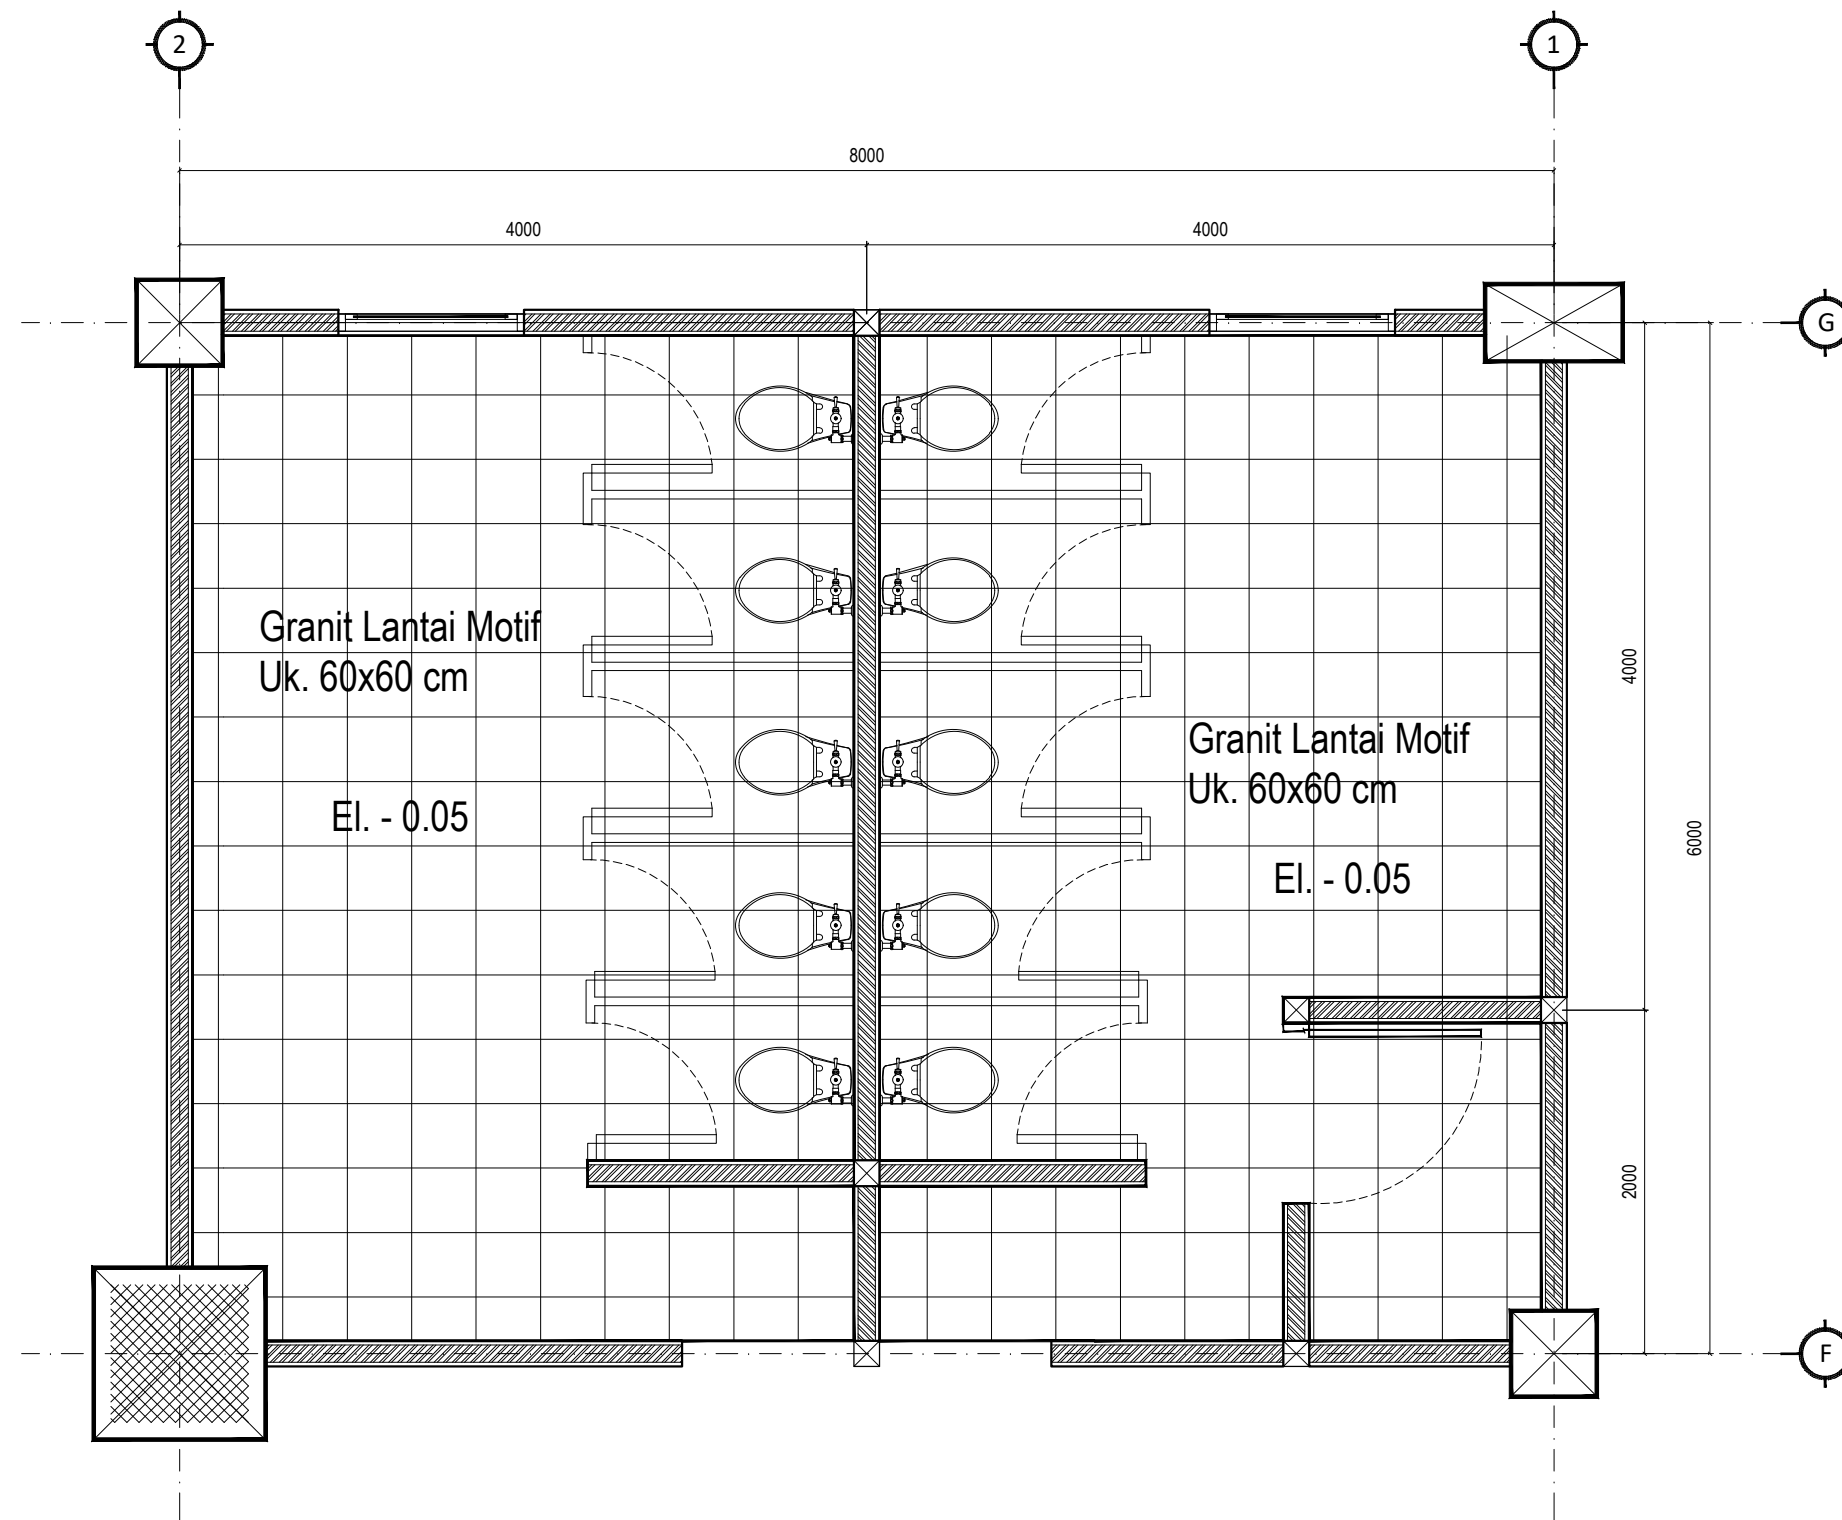 2
1
8000
4000
4000
G
Granit Lantai Motif
Uk. 60x60 cm
El. - 0.05
Granit Lantai Motif
Uk. 60x60 cm
El. - 0.05
4000
6000
2000
F